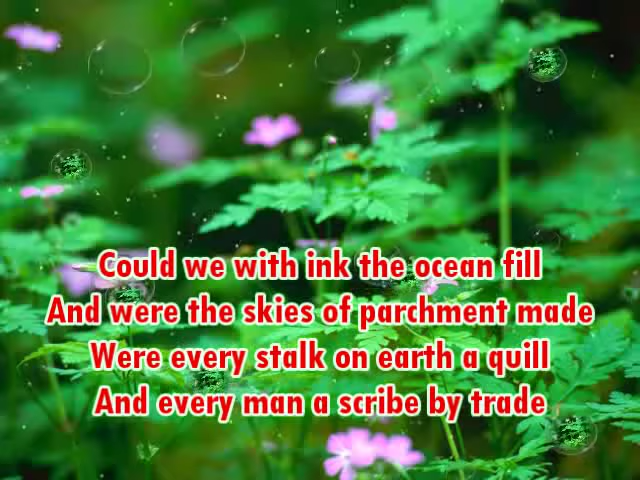 Could we with ink the ocean fill
And were the skies of parchment made
Were every stalk on earth a quill
And every man a scribe by trade